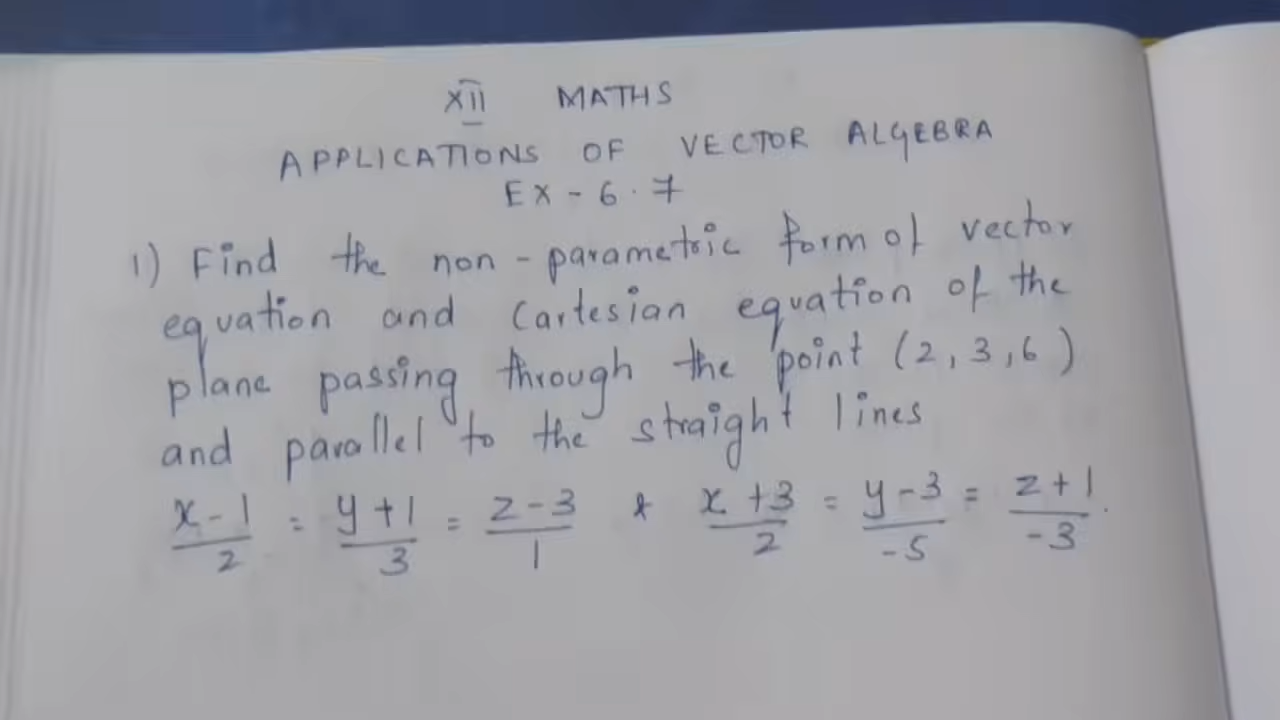 XII MATHS
APPLICATIONS OF VECTOR ALGEBRA
EX - 6.7
1) Find the non-parametric form of vector
equation and Cartesian equation of the
plane passing through the point (2, 3, 6)
and parallel to the straight lines
x-1/2 = y+1/3 = z-3/1 & x+3/2 = y-3/-5 = z+1/-3.